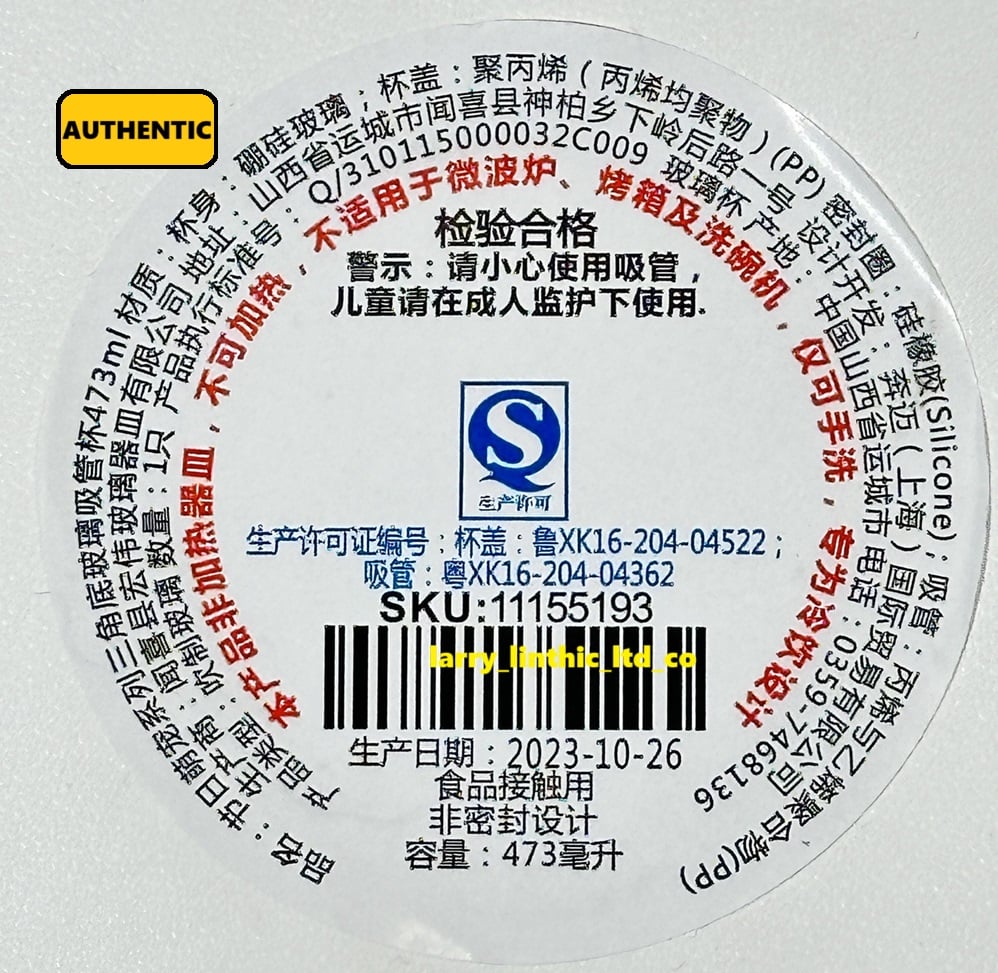 AUTHENTIC
品名：节日萌宠系列三角底玻璃吸管杯473ml 材质：杯身：硼硅玻璃；杯盖：聚丙烯（丙烯均聚物）(PP) 密封圈：硅橡胶(Silicone)；吸管：丙烯与乙烯聚合物(PP)
生产商：闻喜县宏伟玻璃器皿有限公司 地址：山西省运城市闻喜县神柏乡下岭后路一号 设计开发：奔迈（上海）国际贸易有限公司
产品类型：吹制玻璃 数量：1只 产品执行标准号：Q/310115000032C009 玻璃杯 产地：中国山西省运城市 电话：0359-7468136
本产品非加热器皿，不可加热，不适用于微波炉、烤箱及洗碗机，仅可手洗，专为冷饮设计
检验合格
警示：请小心使用吸管，
儿童请在成人监护下使用.
生产许可
生产许可证编号：杯盖：鲁XK16-204-04522；
吸管：粤XK16-204-04362
SKU:11155193
larry_linthic_ltd_co
生产日期：2023-10-26
食品接触用
非密封设计
容量：473毫升